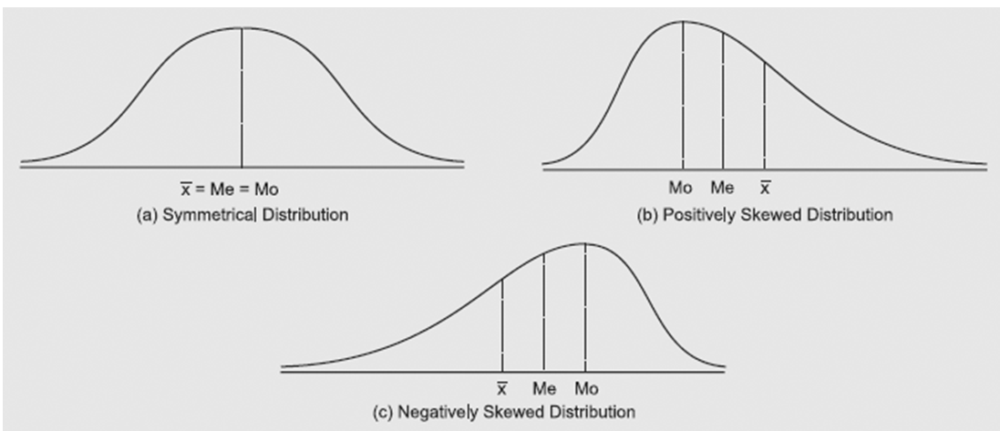 x̅ = Me = Mo
(a) Symmetrical Distribution
Mo Me x̅
(b) Positively Skewed Distribution
x̅ Me Mo
(c) Negatively Skewed Distribution